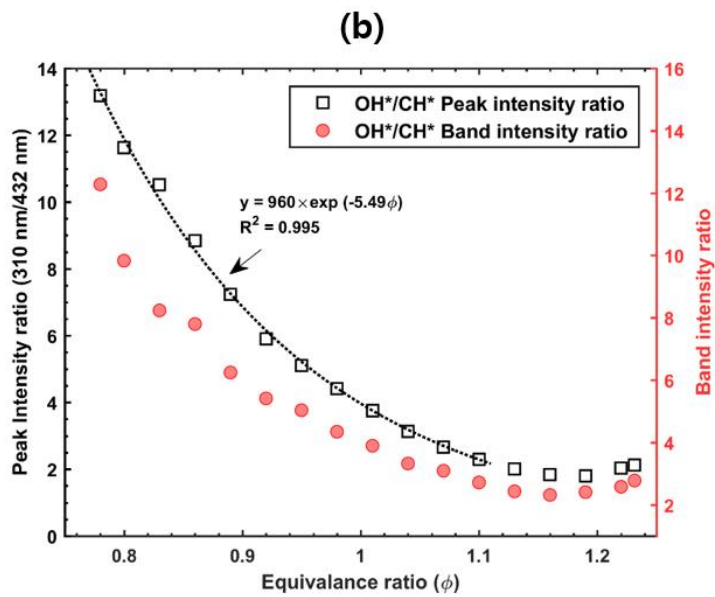 (b)
OH*/CH* Peak intensity ratio
OH*/CH* Band intensity ratio
y = 960×exp (-5.49ϕ)
R² = 0.995
Peak Intensity ratio (310 nm/432 nm)
14
12
10
8
6
4
2
0
Band intensity ratio
16
14
12
10
8
6
4
2
0.8 0.9 1 1.1 1.2
Equivalance ratio (ϕ)